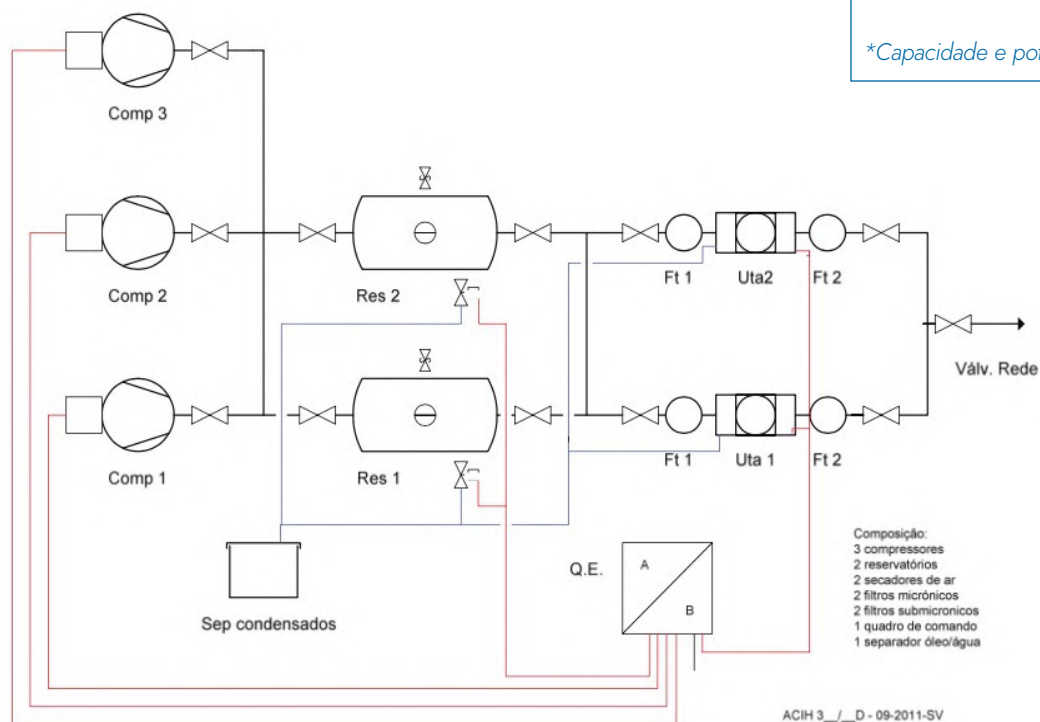 *Capacidade e pot
Comp 3
Comp 2
Res 2
Ft 1
Uta2
Ft 2
Válv. Rede
Comp 1
Res 1
Ft 1
Uta 1
Ft 2
Sep condensados
Q.E.
A
B
Composição:
3 compressores
2 reservatórios
2 secadores de ar
2 filtros micrónicos
2 filtros submicronicos
1 quadro de comando
1 separador óleo/água
ACIH 3__/__D - 09-2011-SV